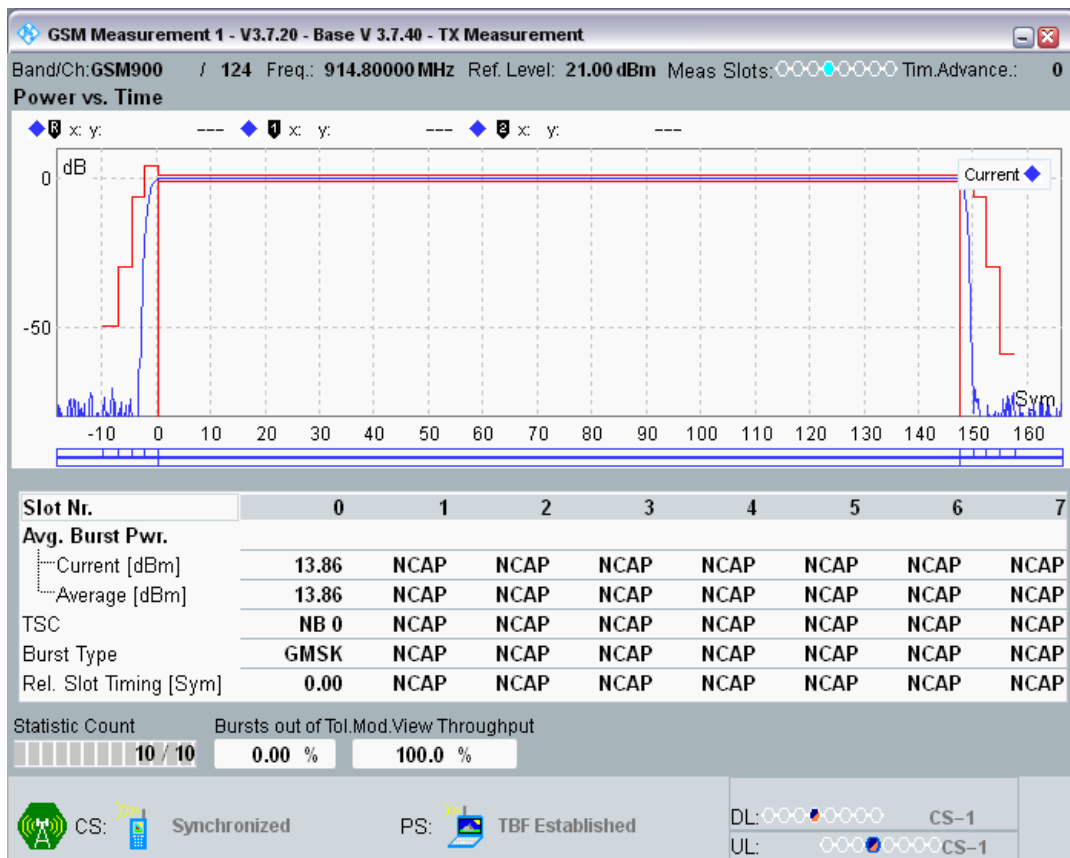 GSM Measurement 1 - V3.7.20 - Base V 3.7.40 - TX Measurement
Band/Ch:GSM900 / 124 Freq.: 914.80000 MHz Ref. Level: 21.00 dBm Meas Slots: Tim.Advance.: 0
Power vs. Time
R x: y: --- 1 x: y: --- 2 x: y: ---
dB
Current
0
-50
Sym
-10 0 10 20 30 40 50 60 70 80 90 100 110 120 130 140 150 160
Slot Nr. 0 1 2 3 4 5 6 7
Avg. Burst Pwr.
Current [dBm] 13.86 NCAP NCAP NCAP NCAP NCAP NCAP NCAP
Average [dBm] 13.86 NCAP NCAP NCAP NCAP NCAP NCAP NCAP
TSC NB 0 NCAP NCAP NCAP NCAP NCAP NCAP NCAP
Burst Type GMSK NCAP NCAP NCAP NCAP NCAP NCAP NCAP
Rel. Slot Timing [Sym] 0.00 NCAP NCAP NCAP NCAP NCAP NCAP NCAP
Statistic Count Bursts out of Tol.Mod.View Throughput
10 / 10 0.00 % 100.0 %
CS: Synchronized PS: TBF Established
DL: CS-1
UL: CS-1